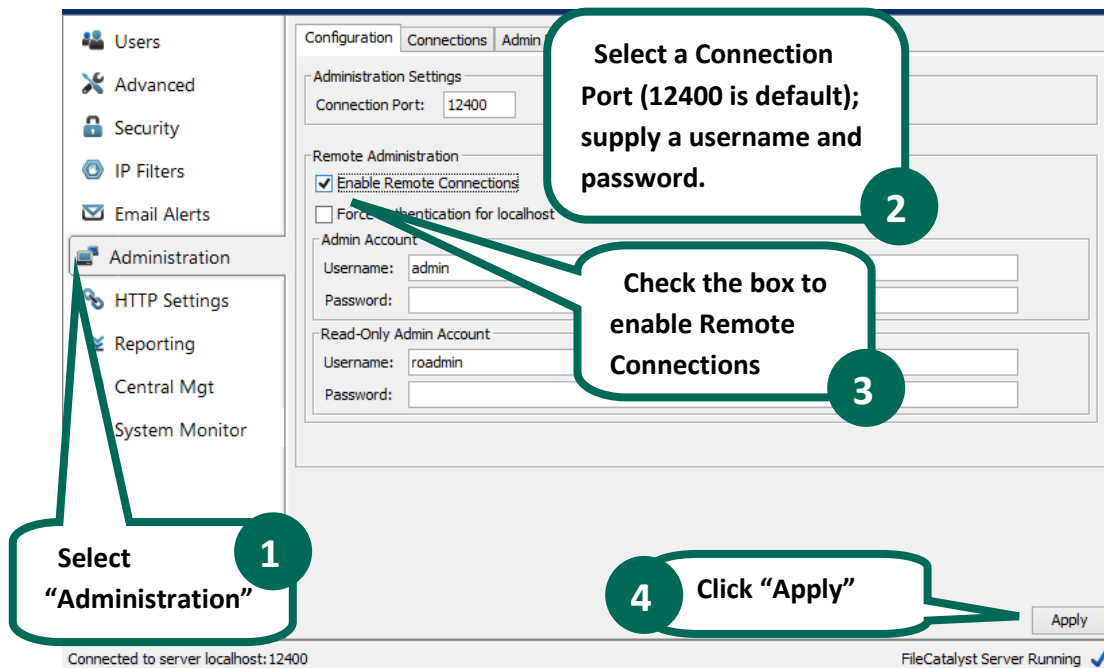 Users
Advanced
Security
IP Filters
Email Alerts
Administration
HTTP Settings
Reporting
Central Mgt
System Monitor
Configuration Connections Admin
Administration Settings
Connection Port: 12400
Remote Administration
Enable Remote Connections
Force Authentication for localhost
Admin Account
Username: admin
Password:
Read-Only Admin Account
Username: roadmin
Password:
Select a Connection
Port (12400 is default);
supply a username and
password.
2
Check the box to
enable Remote
Connections
3
Select
“Administration”
1
4
Click “Apply”
Apply
Connected to server localhost:12400
FileCatalyst Server Running